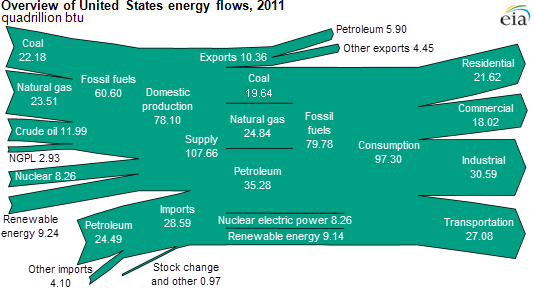 Overview of United States energy flows, 2011
quadrillion btu
eia
Coal
22.18
Natural gas
23.51
Crude oil 11.99
NGPL 2.93
Nuclear 8.26
Renewable
energy 9.24
Fossil fuels
60.60
Domestic
production
78.10
Supply
107.66
Petroleum
24.49
Other imports
4.10
Imports
28.59
Stock change
and other 0.97
Exports 10.36
Petroleum 5.90
Other exports 4.45
Coal
19.64
Natural gas
24.84
Petroleum
35.28
Fossil
fuels
79.78
Nuclear electric power 8.26
Renewable energy 9.14
Consumption
97.30
Residential
21.62
Commercial
18.02
Industrial
30.59
Transportation
27.08